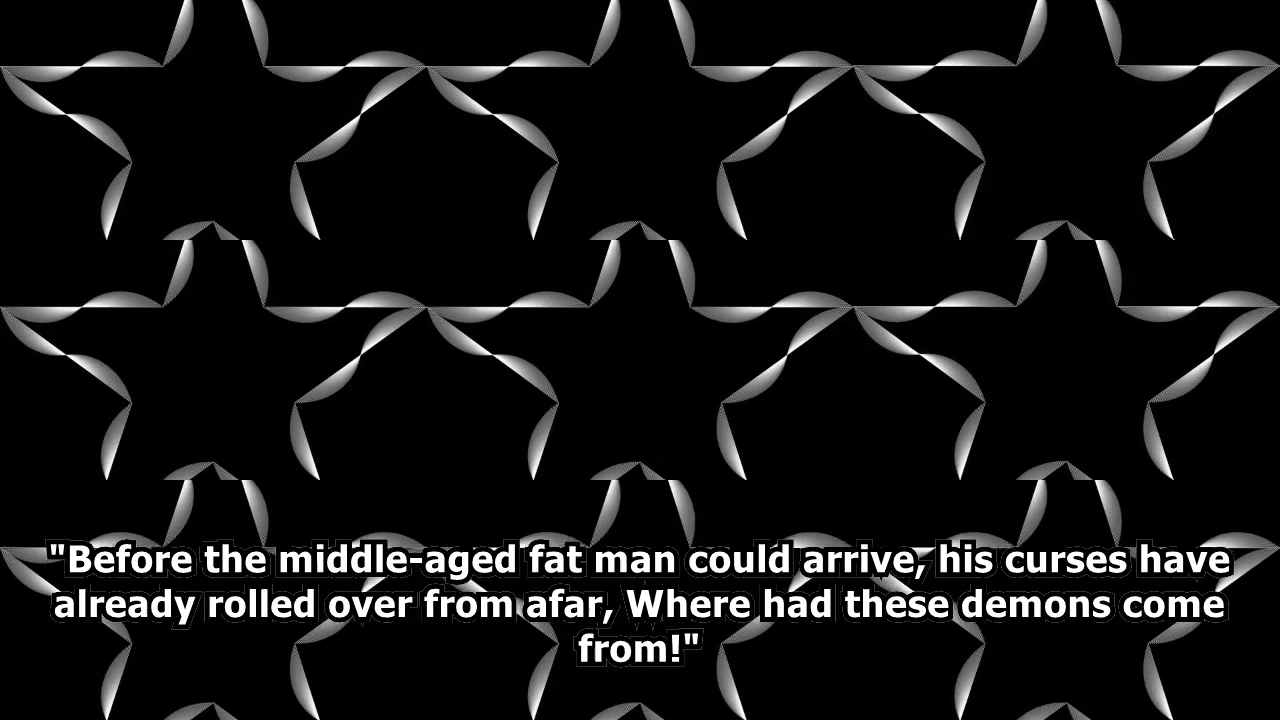 "Before the middle-aged fat man could arrive, his curses have
already rolled over from afar, Where had these demons come
from!"